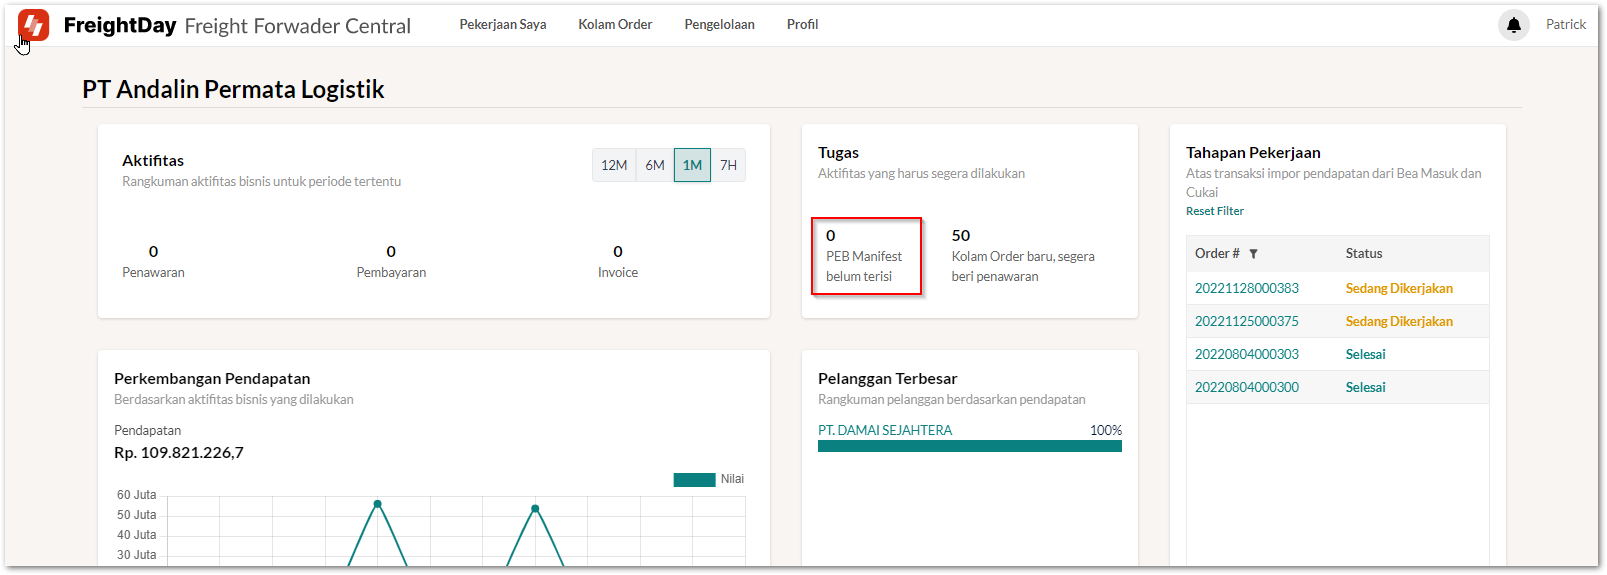 FreightDay Freight Forwader Central
Pekerjaan Saya
Kolam Order
Pengelolaan
Profil
Patrick
PT Andalin Permata Logistik
Aktifitas
Rangkuman aktifitas bisnis untuk periode tertentu
12M 6M 1M 7H
0
Penawaran
0
Pembayaran
0
Invoice
Tugas
Aktifitas yang harus segera dilakukan
0
PEB Manifest
belum terisi
50
Kolam Order baru, segera
beri penawaran
Tahapan Pekerjaan
Atas transaksi impor pendapatan dari Bea Masuk dan
Cukai
Reset Filter
Order # Status
20221128000383 Sedang Dikerjakan
20221125000375 Sedang Dikerjakan
20220804000303 Selesai
20220804000300 Selesai
Perkembangan Pendapatan
Berdasarkan aktifitas bisnis yang dilakukan
Pendapatan
Rp. 109.821.226,7
Nilai
60 Juta
50 Juta
40 Juta
30 Juta
Pelanggan Terbesar
Rangkuman pelanggan berdasarkan pendapatan
PT. DAMAI SEJAHTERA 100%